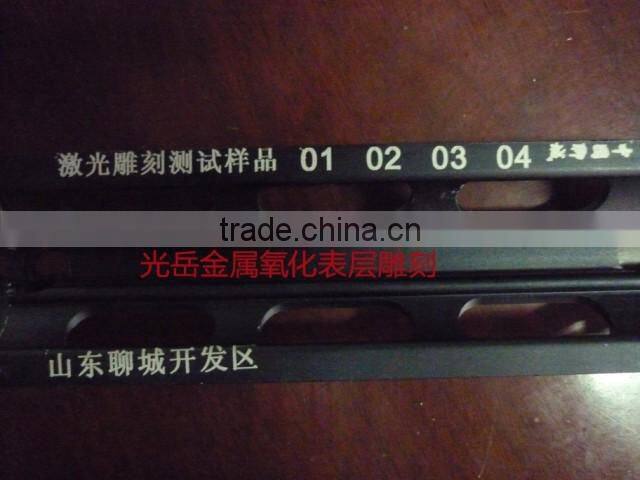 激光雕刻测试样品 01 02 03 04
trade.china.cn
光岳金属氧化表层雕刻
山东聊城开发区